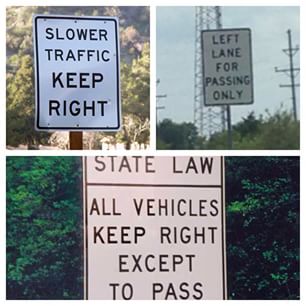 SLOWER
TRAFFIC
KEEP
RIGHT
LEFT
LANE
FOR
PASSING
ONLY
STATE LAW
ALL VEHICLES
KEEP RIGHT
EXCEPT
TO PASS